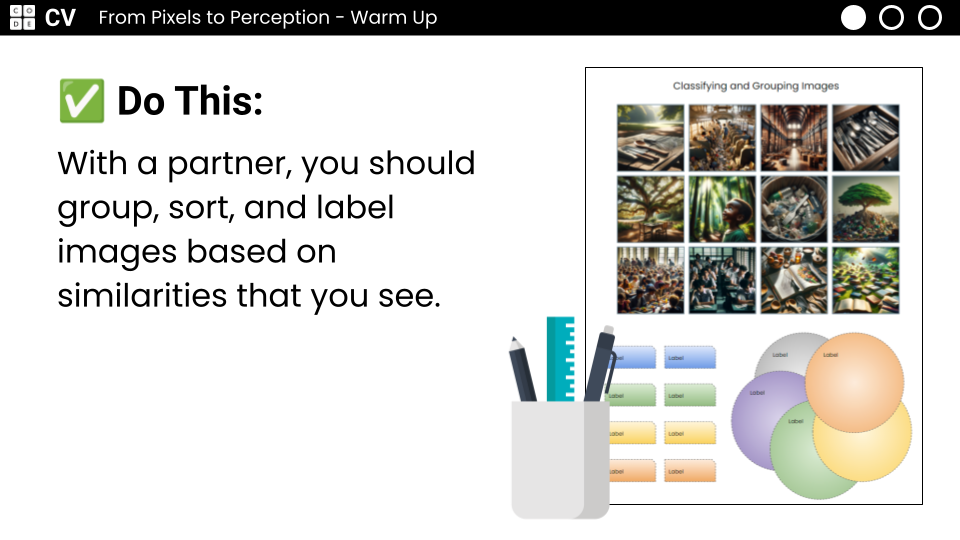 CODE CV From Pixels to Perception - Warm Up
✅ Do This:
With a partner, you should
group, sort, and label
images based on
similarities that you see.
Classifying and Grouping Images
Label Label
Label
Label
Label
Label
Label
Label
Label
Label
Label
Label